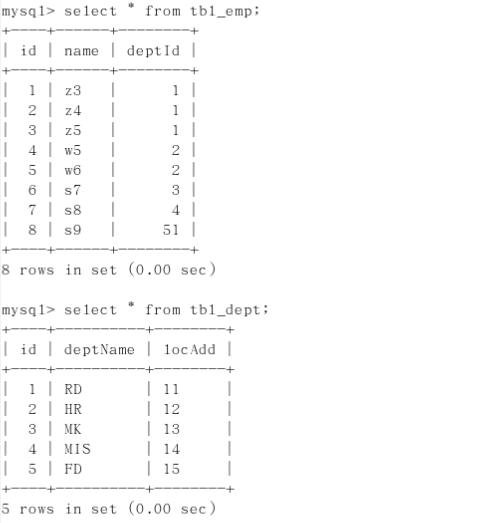 mysql> select * from tbl_emp;
+----+------+--------+
| id | name | deptId |
+----+------+--------+
|  1 | z3   |      1 |
|  2 | z4   |      1 |
|  3 | z5   |      1 |
|  4 | w5   |      2 |
|  5 | w6   |      2 |
|  6 | s7   |      3 |
|  7 | s8   |      4 |
|  8 | s9   |     51 |
+----+------+--------+
8 rows in set (0.00 sec)
mysql> select * from tbl_dept;
+----+----------+--------+
| id | deptName | locAdd |
+----+----------+--------+
|  1 | RD       | 11     |
|  2 | HR       | 12     |
|  3 | MK       | 13     |
|  4 | MIS      | 14     |
|  5 | FD       | 15     |
+----+----------+--------+
5 rows in set (0.00 sec)